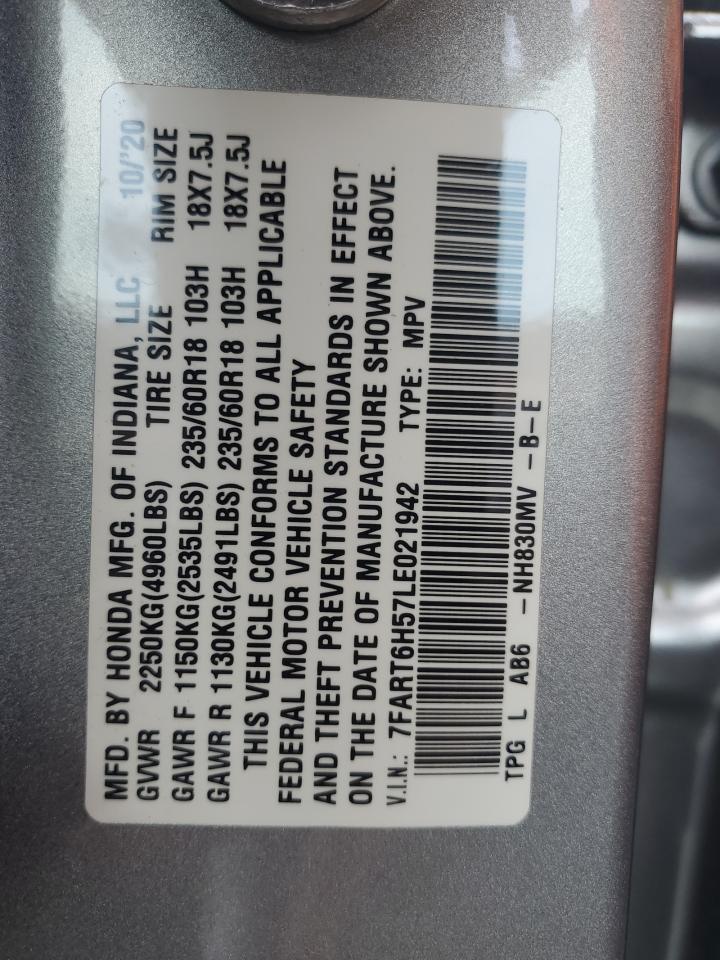 MFD. BY HONDA MFG. OF INDIANA, LLC 10/'20
GVWR 2250KG(4960LBS) TIRE SIZE RIM SIZE
GAWR F 1150KG(2535LBS) 235/60R18 103H 18X7.5J
GAWR R 1130KG(2491LBS) 235/60R18 103H 18X7.5J
THIS VEHICLE CONFORMS TO ALL APPLICABLE
FEDERAL MOTOR VEHICLE SAFETY
AND THEFT PREVENTION STANDARDS IN EFFECT
ON THE DATE OF MANUFACTURE SHOWN ABOVE.
V.I.N.: 7FART6H57LE021942 TYPE: MPV
TPG L AB6 -NH830MV -B-E